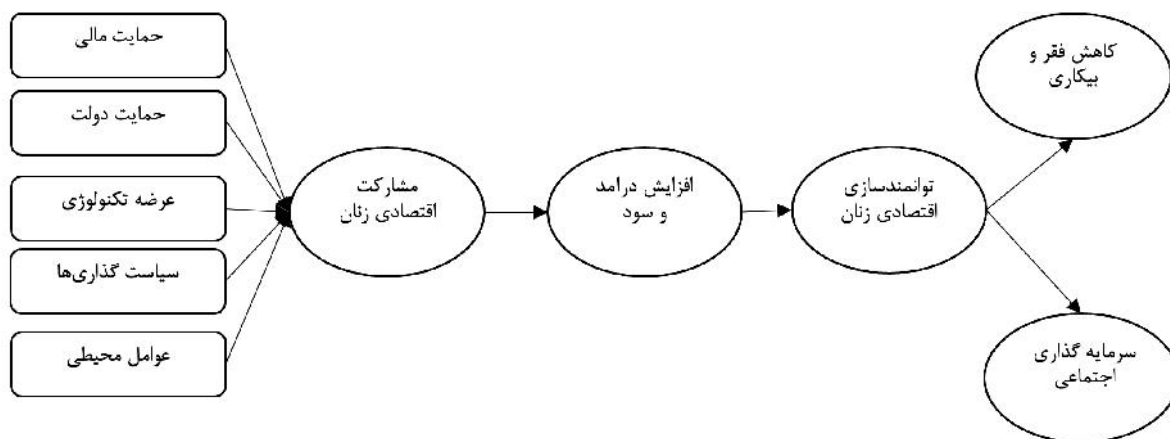 حمایت مالی
حمایت دولت
عرضه تکنولوژی
سیاست گذاری‌ها
عوامل محیطی
مشارکت
اقتصادی زنان
افزایش درامد
و سود
توانمندسازی
اقتصادی زنان
کاهش فقر و
بیکاری
سرمایه گذاری
اجتماعی